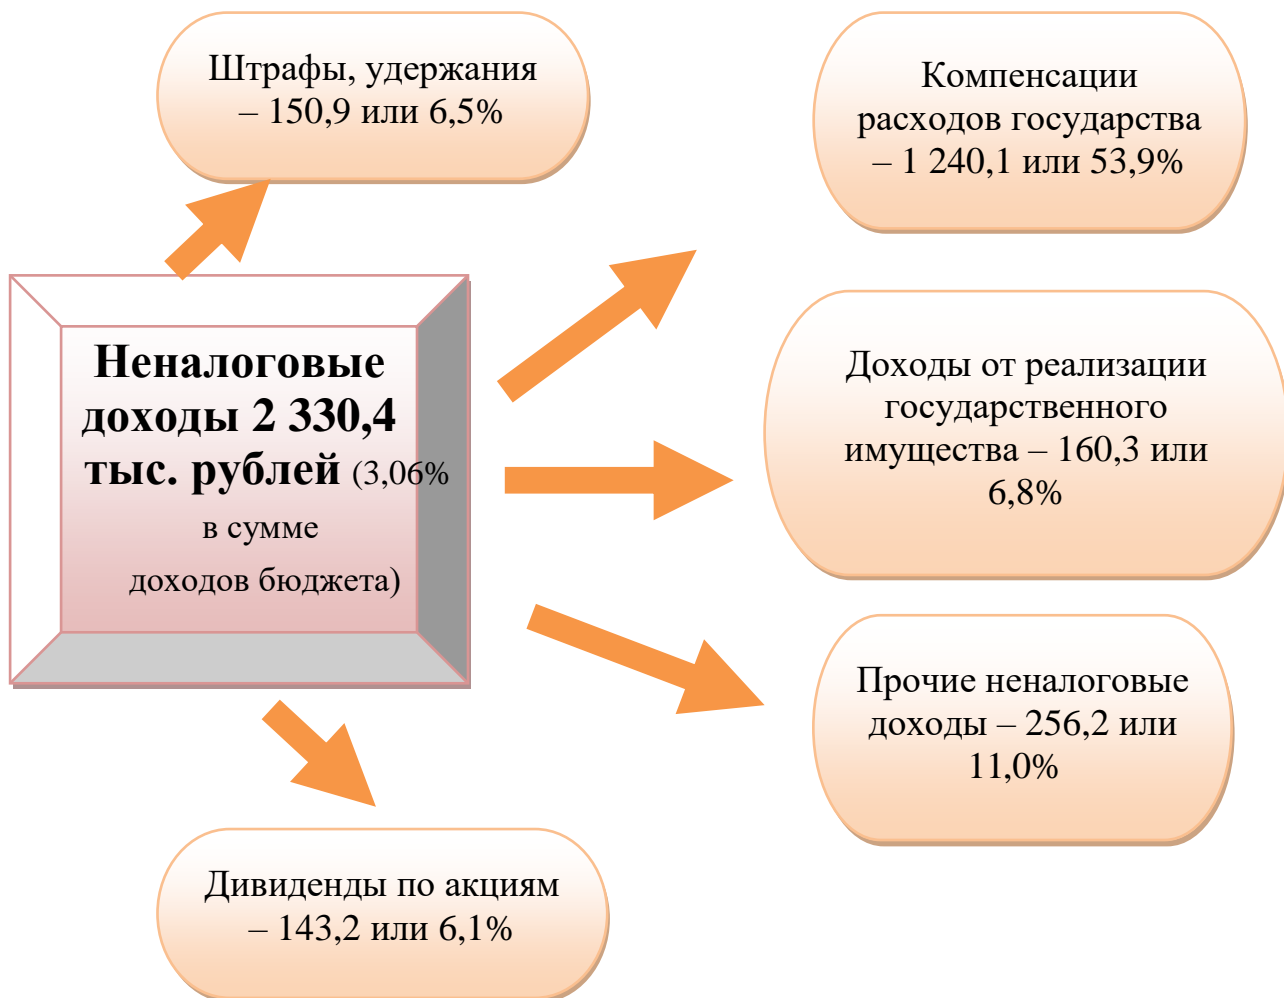 Штрафы, удержания
– 150,9 или 6,5%
Компенсации
расходов государства
– 1 240,1 или 53,9%
Неналоговые
доходы 2 330,4
тыс. рублей (3,06%
в сумме
доходов бюджета)
Доходы от реализации
государственного
имущества – 160,3 или
6,8%
Прочие неналоговые
доходы – 256,2 или
11,0%
Дивиденды по акциям
– 143,2 или 6,1%